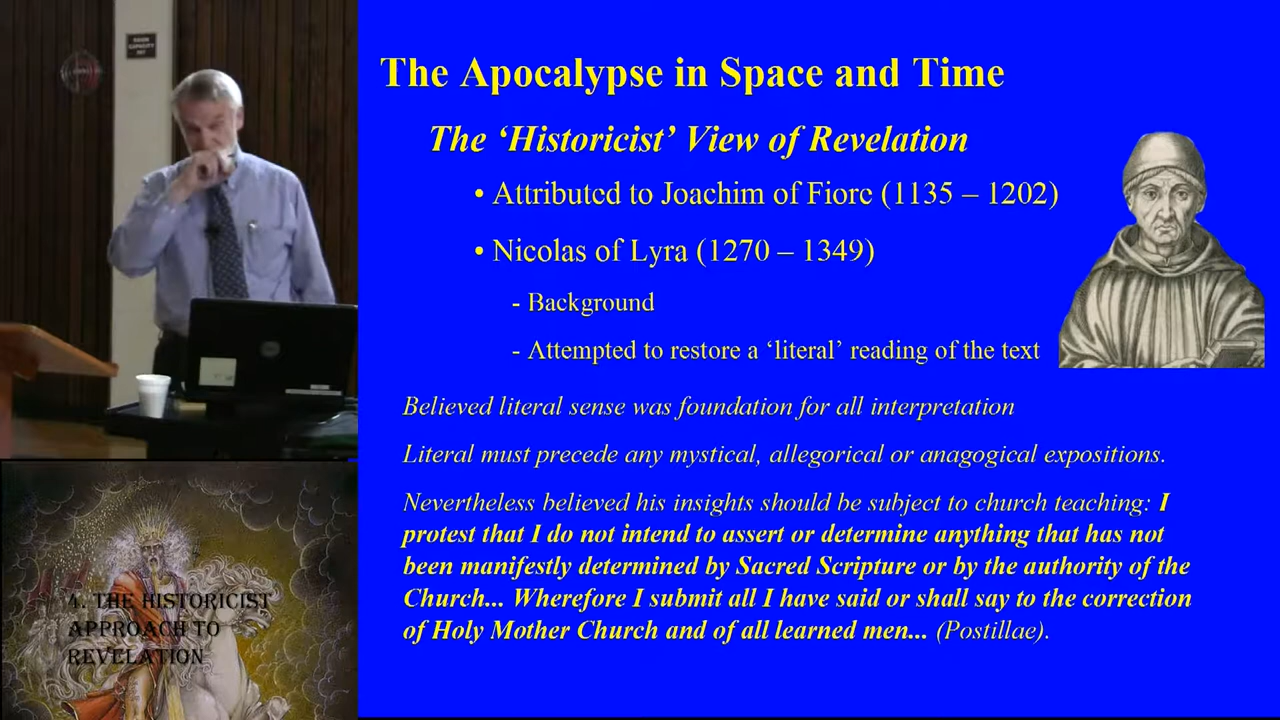 The Apocalypse in Space and Time
The ‘Historicist’ View of Revelation
• Attributed to Joachim of Fiore (1135 – 1202)
• Nicolas of Lyra (1270 – 1349)
- Background
- Attempted to restore a ‘literal’ reading of the text
Believed literal sense was foundation for all interpretation
Literal must precede any mystical, allegorical or anagogical expositions.
Nevertheless believed his insights should be subject to church teaching: I
protest that I do not intend to assert or determine anything that has not
been manifestly determined by Sacred Scripture or by the authority of the
Church... Wherefore I submit all I have said or shall say to the correction
of Holy Mother Church and of all learned men... (Postillae).
4. THE HISTORICIST
APPROACH TO
REVELATION